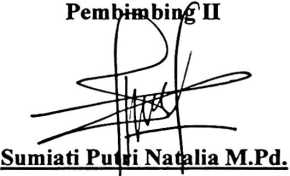 Pembimbing II
Sumiati Putri Natalia M.Pd.